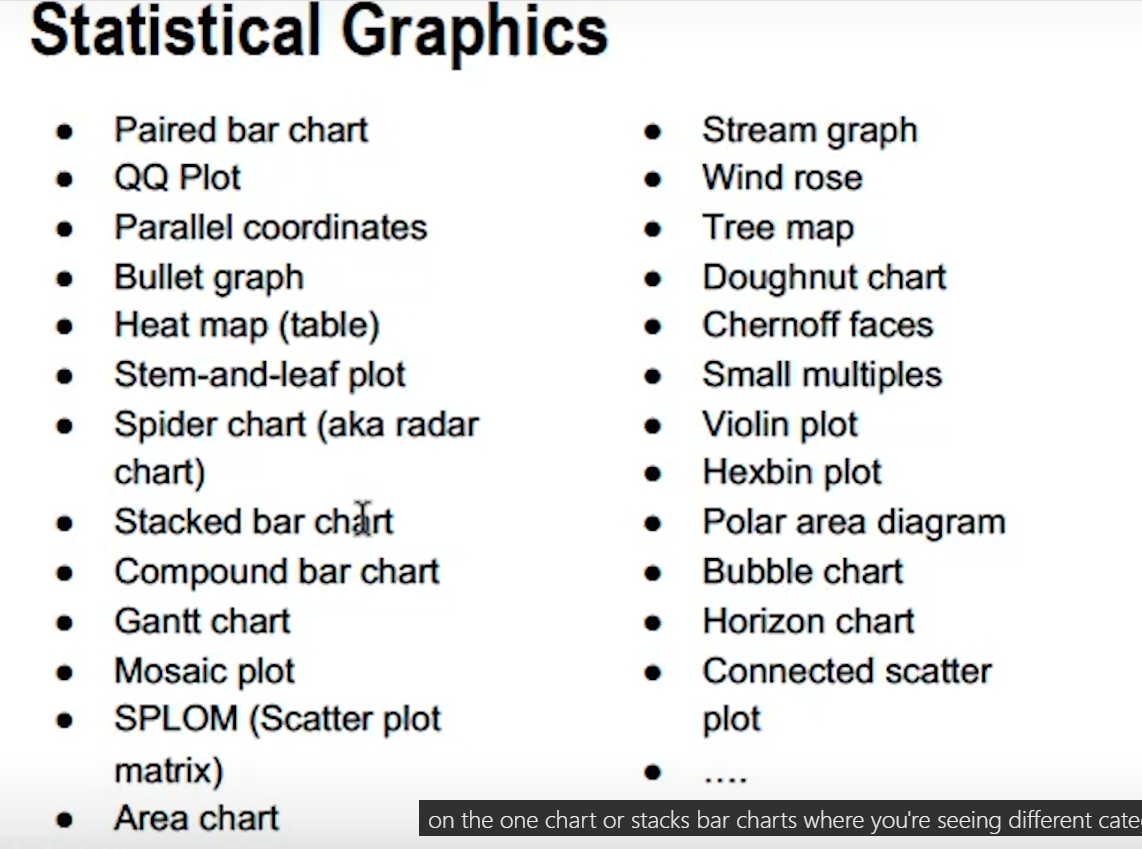 Statistical Graphics
● Paired bar chart
● QQ Plot
● Parallel coordinates
● Bullet graph
● Heat map (table)
● Stem-and-leaf plot
● Spider chart (aka radar
chart)
● Stacked bar chart
● Compound bar chart
● Gantt chart
● Mosaic plot
● SPLOM (Scatter plot
matrix)
● Area chart
● Stream graph
● Wind rose
● Tree map
● Doughnut chart
● Chernoff faces
● Small multiples
● Violin plot
● Hexbin plot
● Polar area diagram
● Bubble chart
● Horizon chart
● Connected scatter
plot
● ....
on the one chart or stacks bar charts where you're seeing different cate